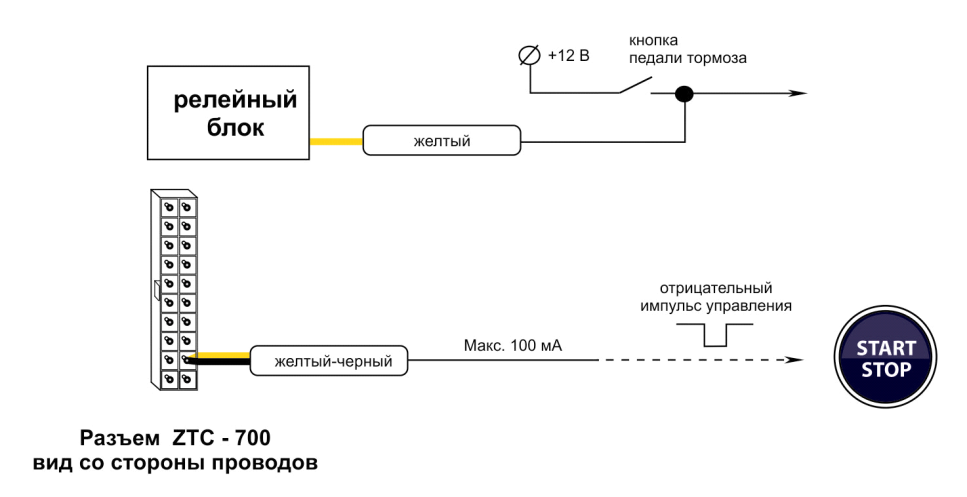 кнопка
+12 В
педали тормоза
релейный
блок
желтый
отрицательный
импульс управления
Макс. 100 мА
желтый-черный
START
STOP
Разъем ZTC - 700
вид со стороны проводов